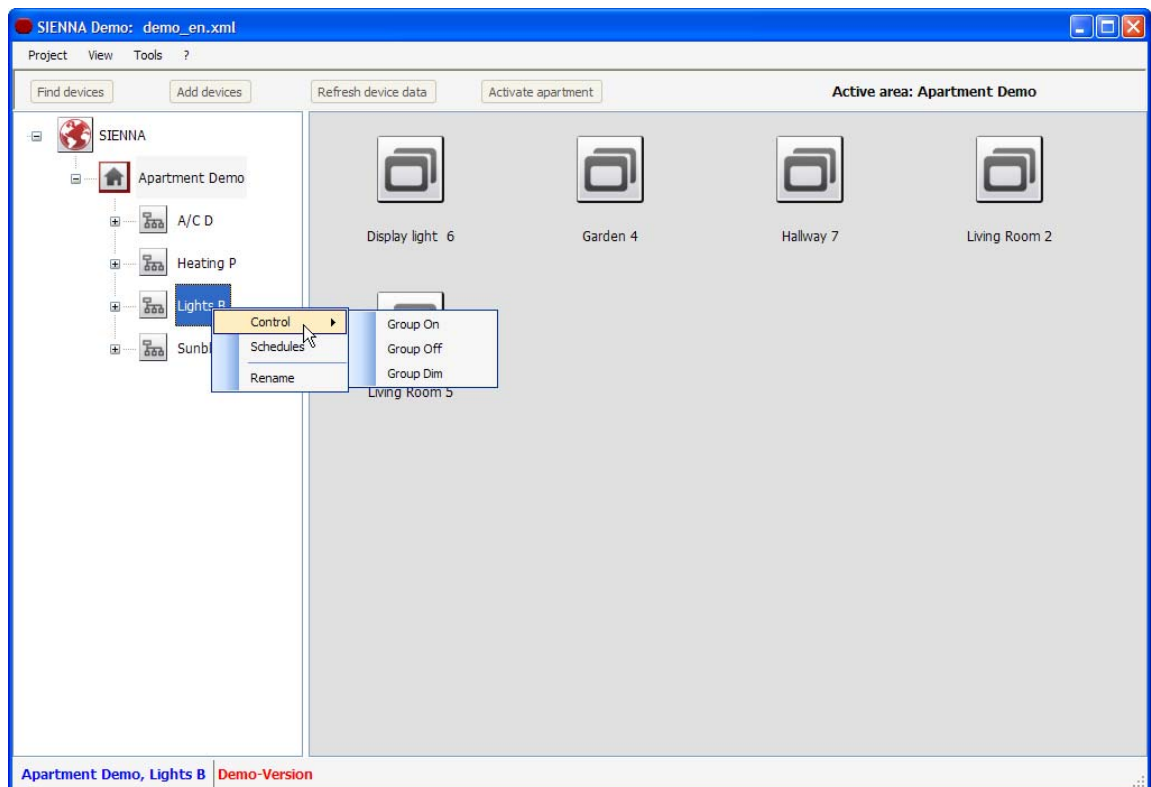 SIENNA Demo: demo_en.xml
Project View Tools ?
Find devices Add devices Refresh device data Activate apartment Active area: Apartment Demo
SIENNA
Apartment Demo
A/C D
Heating P
Lights B
Sunbl
Display light 6 Garden 4 Hallway 7 Living Room 2
Living Room 5
Control
Schedules
Rename
Group On
Group Off
Group Dim
Apartment Demo, Lights B Demo-Version